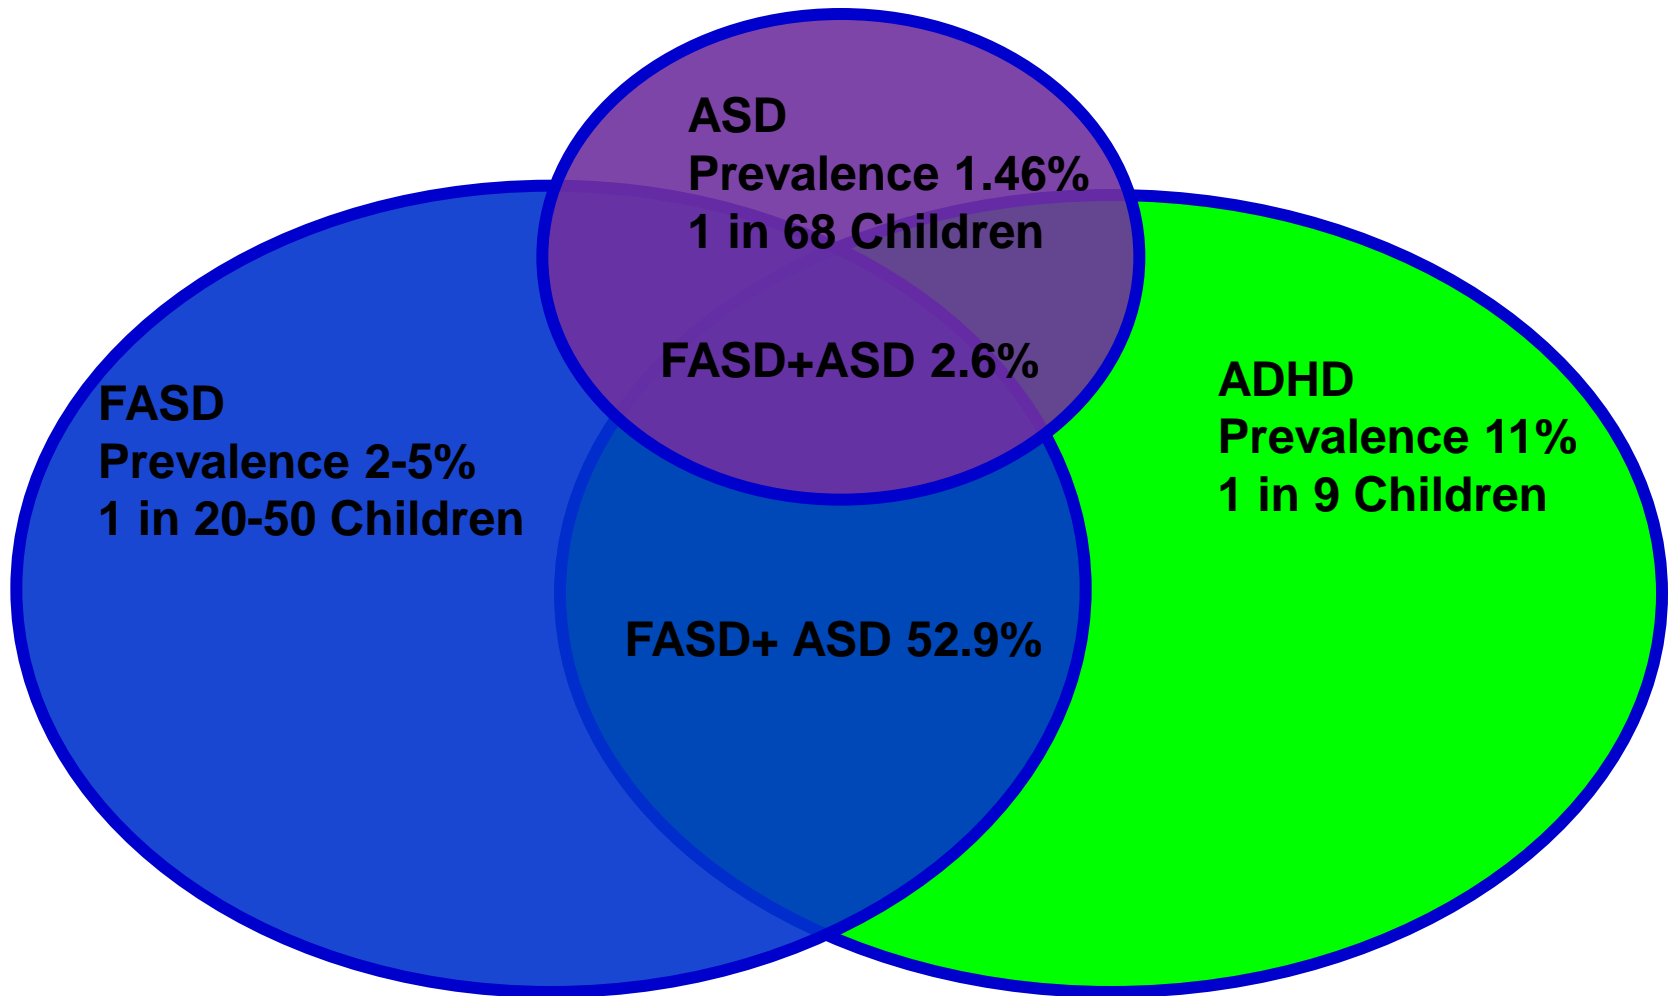 ASD
Prevalence 1.46%
1 in 68 Children
FASD+ASD 2.6%
FASD
Prevalence 2-5%
1 in 20-50 Children
ADHD
Prevalence 11%
1 in 9 Children
FASD+ ASD 52.9%